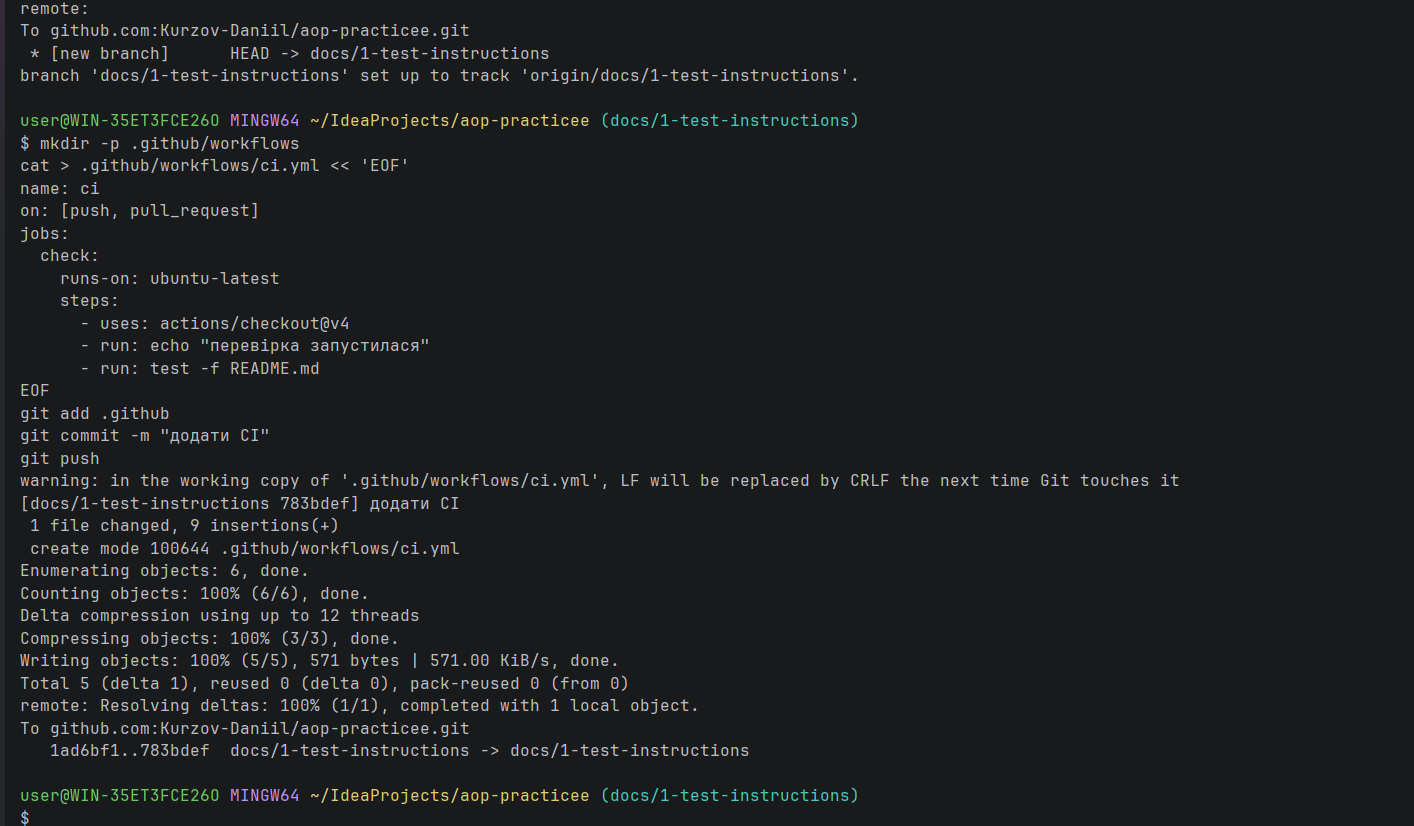 remote:
To github.com:Kurzov-Daniil/aop-practicee.git
 * [new branch]      HEAD -> docs/1-test-instructions
branch 'docs/1-test-instructions' set up to track 'origin/docs/1-test-instructions'.
user@WIN-35ET3FCE26O MINGW64 ~/IdeaProjects/aop-practicee (docs/1-test-instructions)
$ mkdir -p .github/workflows
cat > .github/workflows/ci.yml << 'EOF'
name: ci
on: [push, pull_request]
jobs:
  check:
    runs-on: ubuntu-latest
    steps:
      - uses: actions/checkout@v4
      - run: echo "перевірка запустилася"
      - run: test -f README.md
EOF
git add .github
git commit -m "додати CI"
git push
warning: in the working copy of '.github/workflows/ci.yml', LF will be replaced by CRLF the next time Git touches it
[docs/1-test-instructions 783bdef] додати CI
 1 file changed, 9 insertions(+)
 create mode 100644 .github/workflows/ci.yml
Enumerating objects: 6, done.
Counting objects: 100% (6/6), done.
Delta compression using up to 12 threads
Compressing objects: 100% (3/3), done.
Writing objects: 100% (5/5), 571 bytes | 571.00 KiB/s, done.
Total 5 (delta 1), reused 0 (delta 0), pack-reused 0 (from 0)
remote: Resolving deltas: 100% (1/1), completed with 1 local object.
To github.com:Kurzov-Daniil/aop-practicee.git
   1ad6bf1..783bdef  docs/1-test-instructions -> docs/1-test-instructions
user@WIN-35ET3FCE26O MINGW64 ~/IdeaProjects/aop-practicee (docs/1-test-instructions)
$